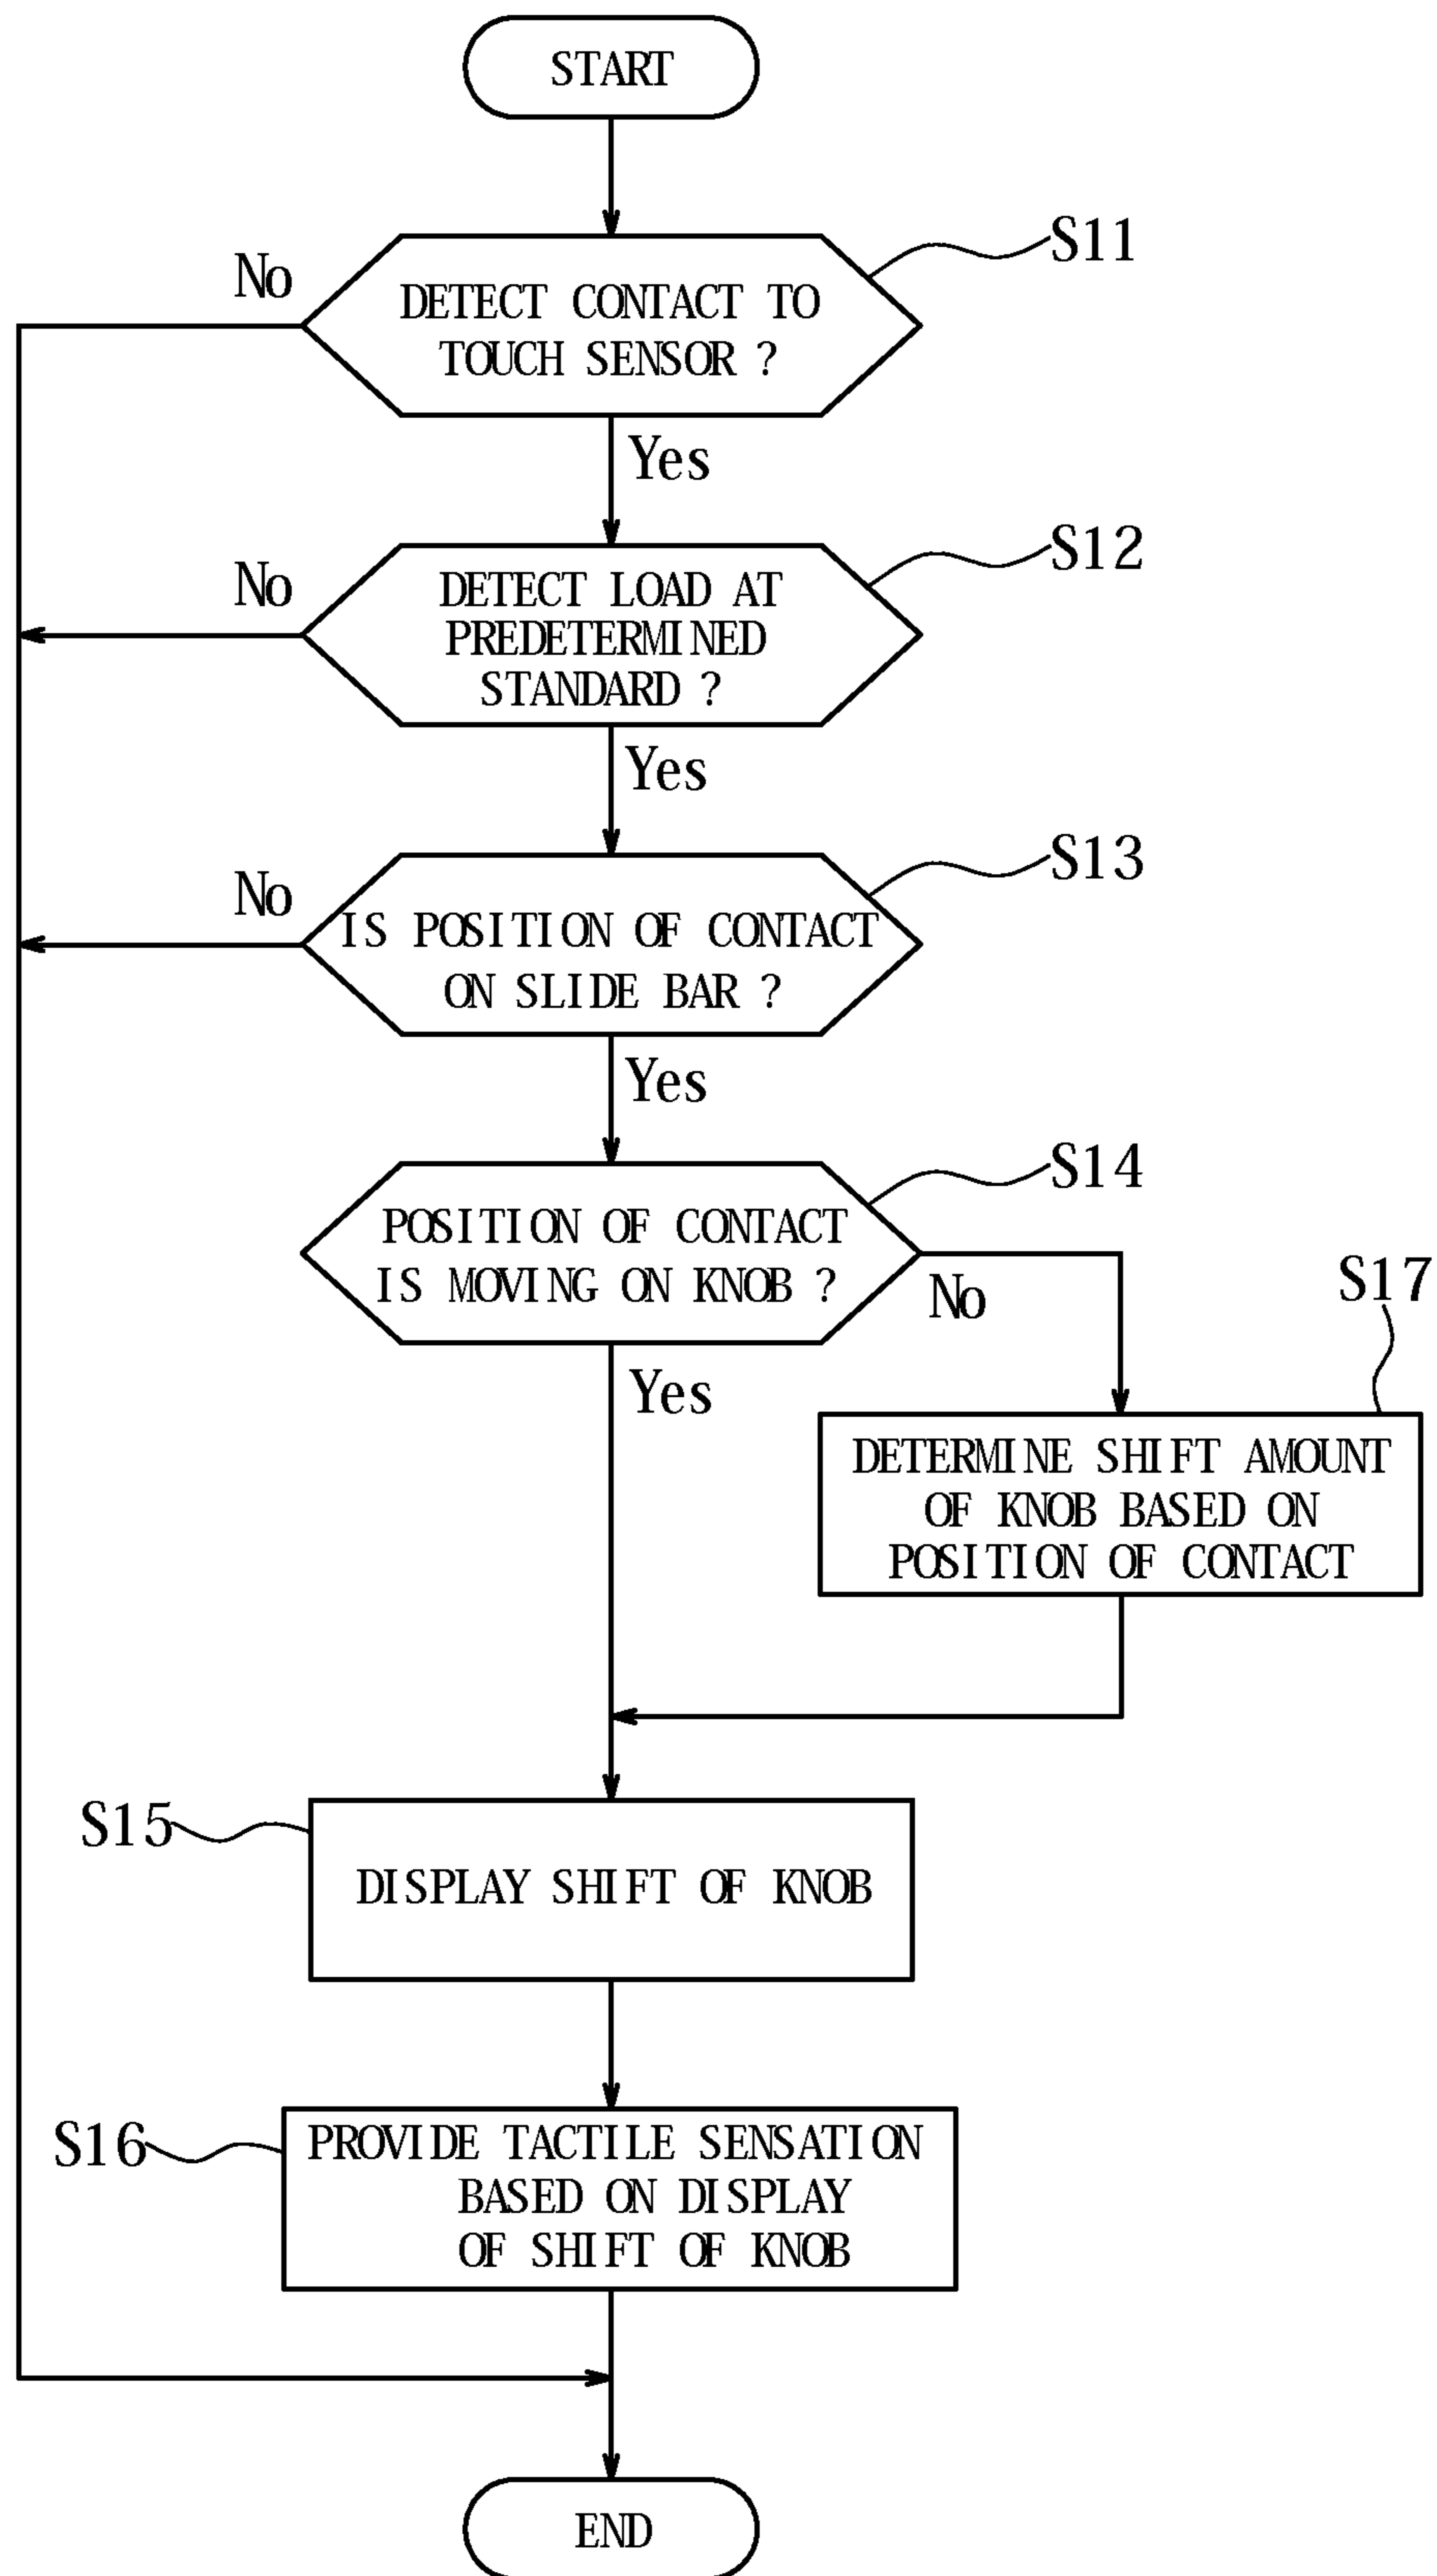 START
S11
No
DETECT CONTACT TO
TOUCH SENSOR ?
Yes
S12
No
DETECT LOAD AT
PREDETERMINED
STANDARD ?
Yes
S13
No
IS POSITION OF CONTACT
ON SLIDE BAR ?
Yes
S14
POSITION OF CONTACT
IS MOVING ON KNOB ?
No
S17
Yes
DETERMINE SHIFT AMOUNT
OF KNOB BASED ON
POSITION OF CONTACT
S15
DISPLAY SHIFT OF KNOB
S16
PROVIDE TACTILE SENSATION
BASED ON DISPLAY
OF SHIFT OF KNOB
END